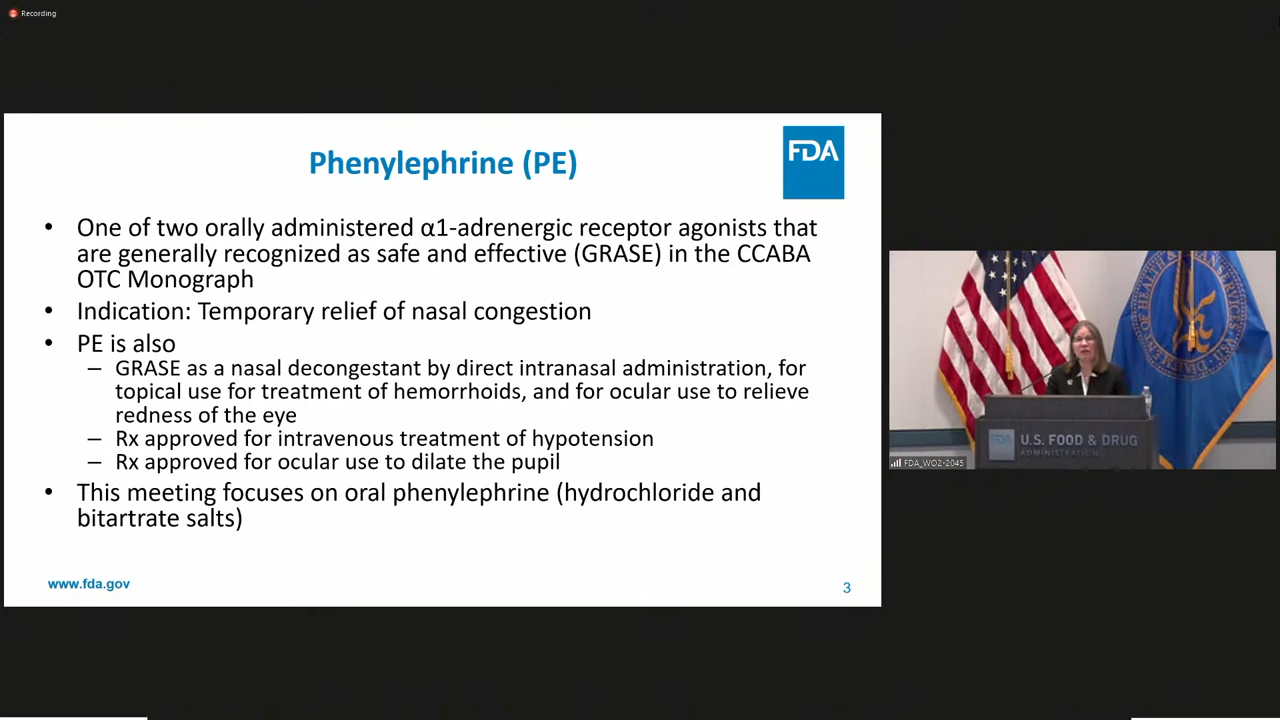 Recording
Phenylephrine (PE)
FDA
• One of two orally administered α1-adrenergic receptor agonists that
are generally recognized as safe and effective (GRASE) in the CCABA
OTC Monograph
• Indication: Temporary relief of nasal congestion
• PE is also
– GRASE as a nasal decongestant by direct intranasal administration, for
topical use for treatment of hemorrhoids, and for ocular use to relieve
redness of the eye
– Rx approved for intravenous treatment of hypotension
– Rx approved for ocular use to dilate the pupil
• This meeting focuses on oral phenylephrine (hydrochloride and
bitartrate salts)
www.fda.gov
3
FDA
U.S. FOOD & DRUG
ADMINISTRATION
FDA_WO2-2045